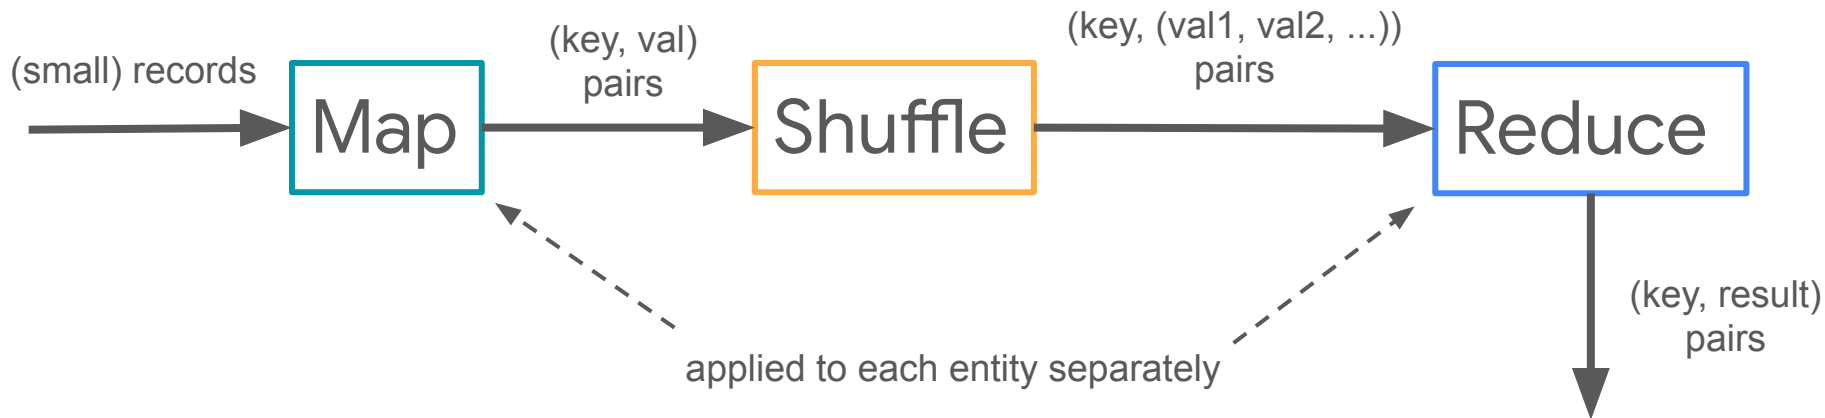 (small) records
Map
(key, val)
pairs
Shuffle
(key, (val1, val2, ...))
pairs
Reduce
(key, result)
pairs
applied to each entity separately